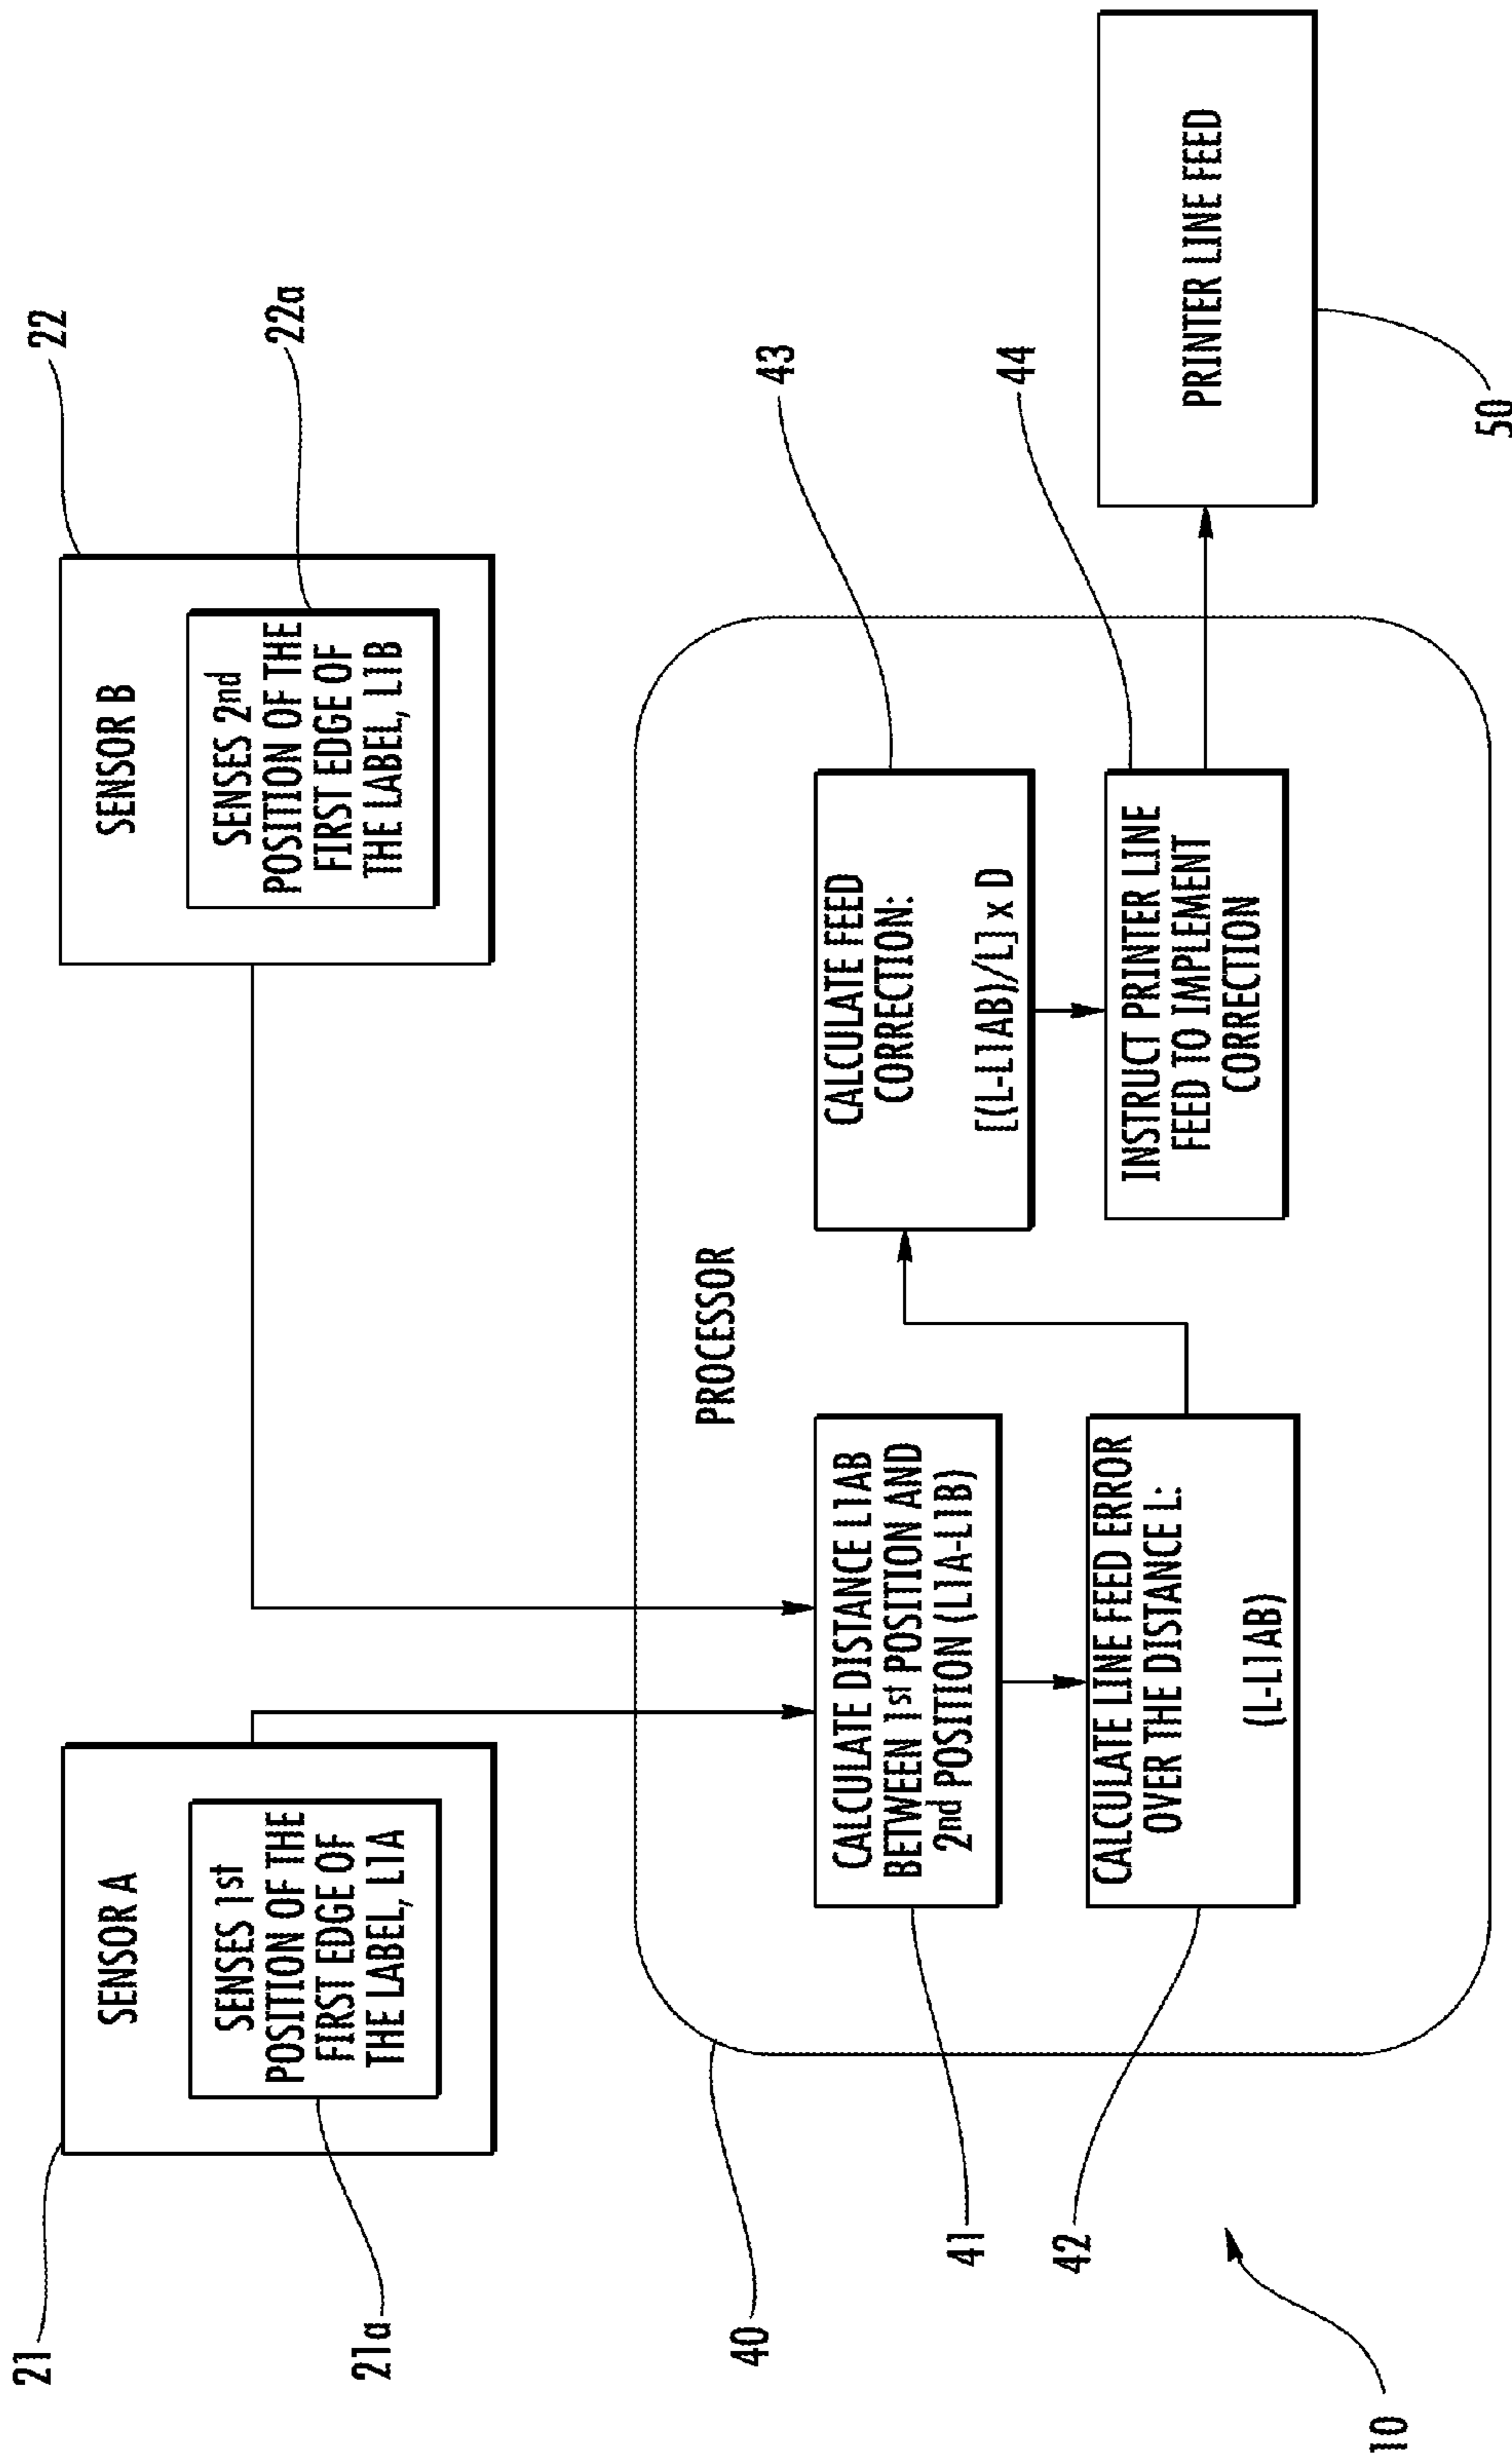 21
SENSOR A
21a
SENSES 1st
POSITION OF THE
FIRST EDGE OF
THE LABEL, L1A
22
SENSOR B
22a
SENSES 2nd
POSITION OF THE
FIRST EDGE OF
THE LABEL, L1B
40
PROCESSOR
41
CALCULATE DISTANCE L1AB
BETWEEN 1st POSITION AND
2nd POSITION (L1A-L1B)
42
CALCULATE LINE FEED ERROR
OVER THE DISTANCE L:
(L-L1AB)
43
CALCULATE FEED
CORRECTION:
[(L-L1AB)/L] x D
44
INSTRUCT PRINTER LINE
FEED TO IMPLEMENT
CORRECTION
PRINTER LINE FEED
50
10